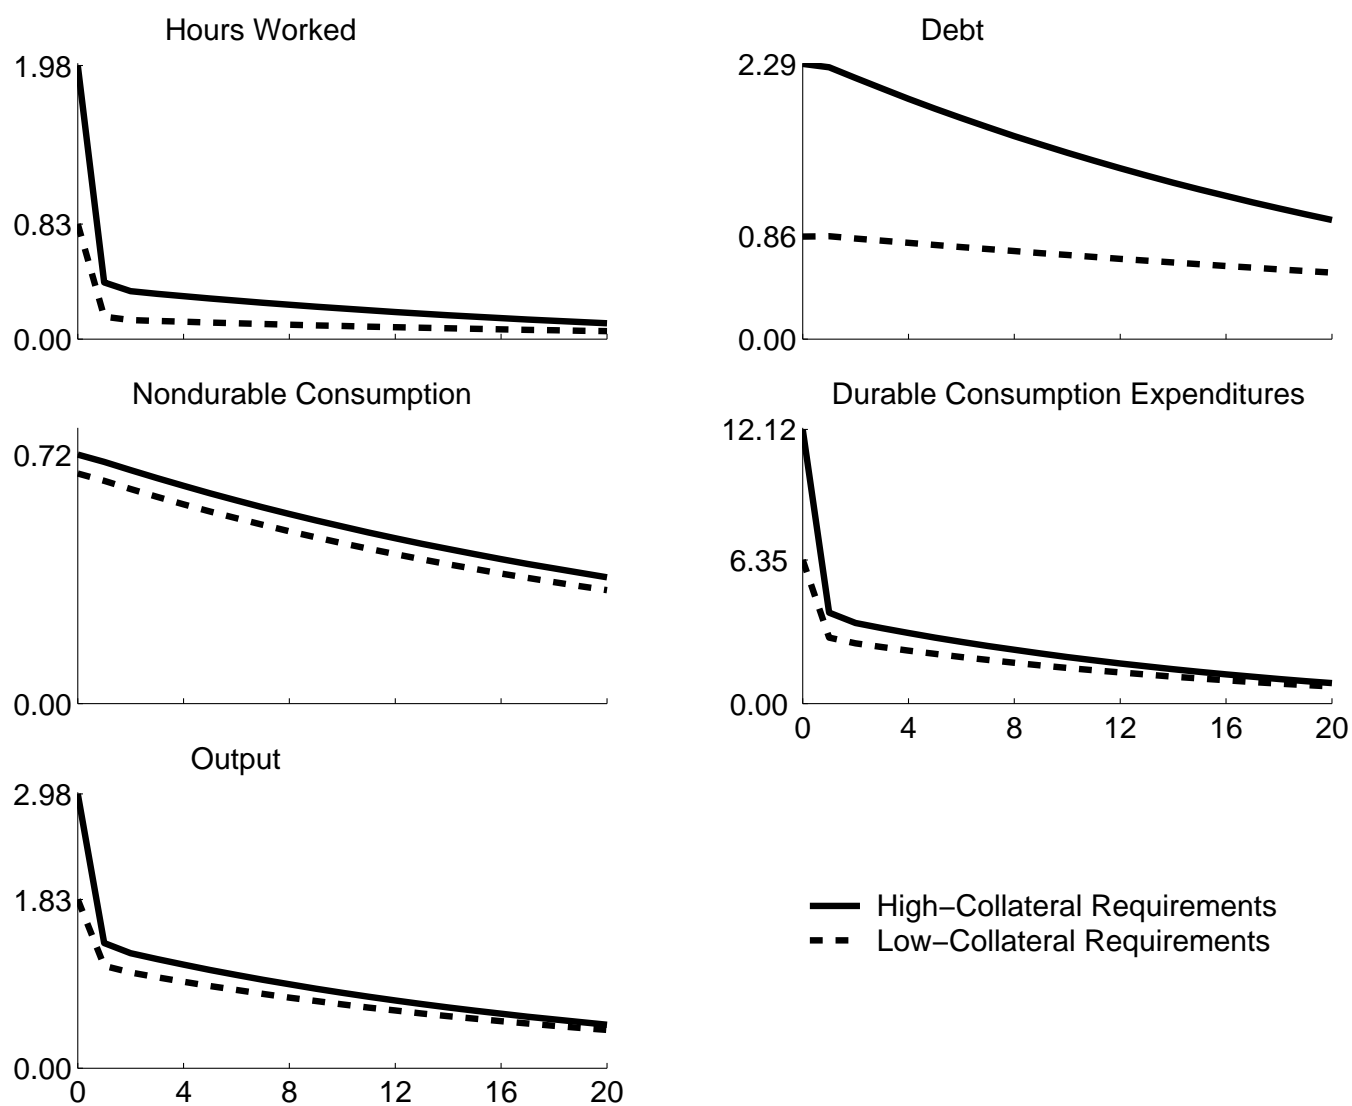 Hours Worked
1.98
0.83
0.00
Debt
2.29
0.86
0.00
Nondurable Consumption
0.72
0.00
Durable Consumption Expenditures
12.12
6.35
0.00
0 4 8 12 16 20
Output
2.98
1.83
0.00
0 4 8 12 16 20
High−Collateral Requirements
Low−Collateral Requirements